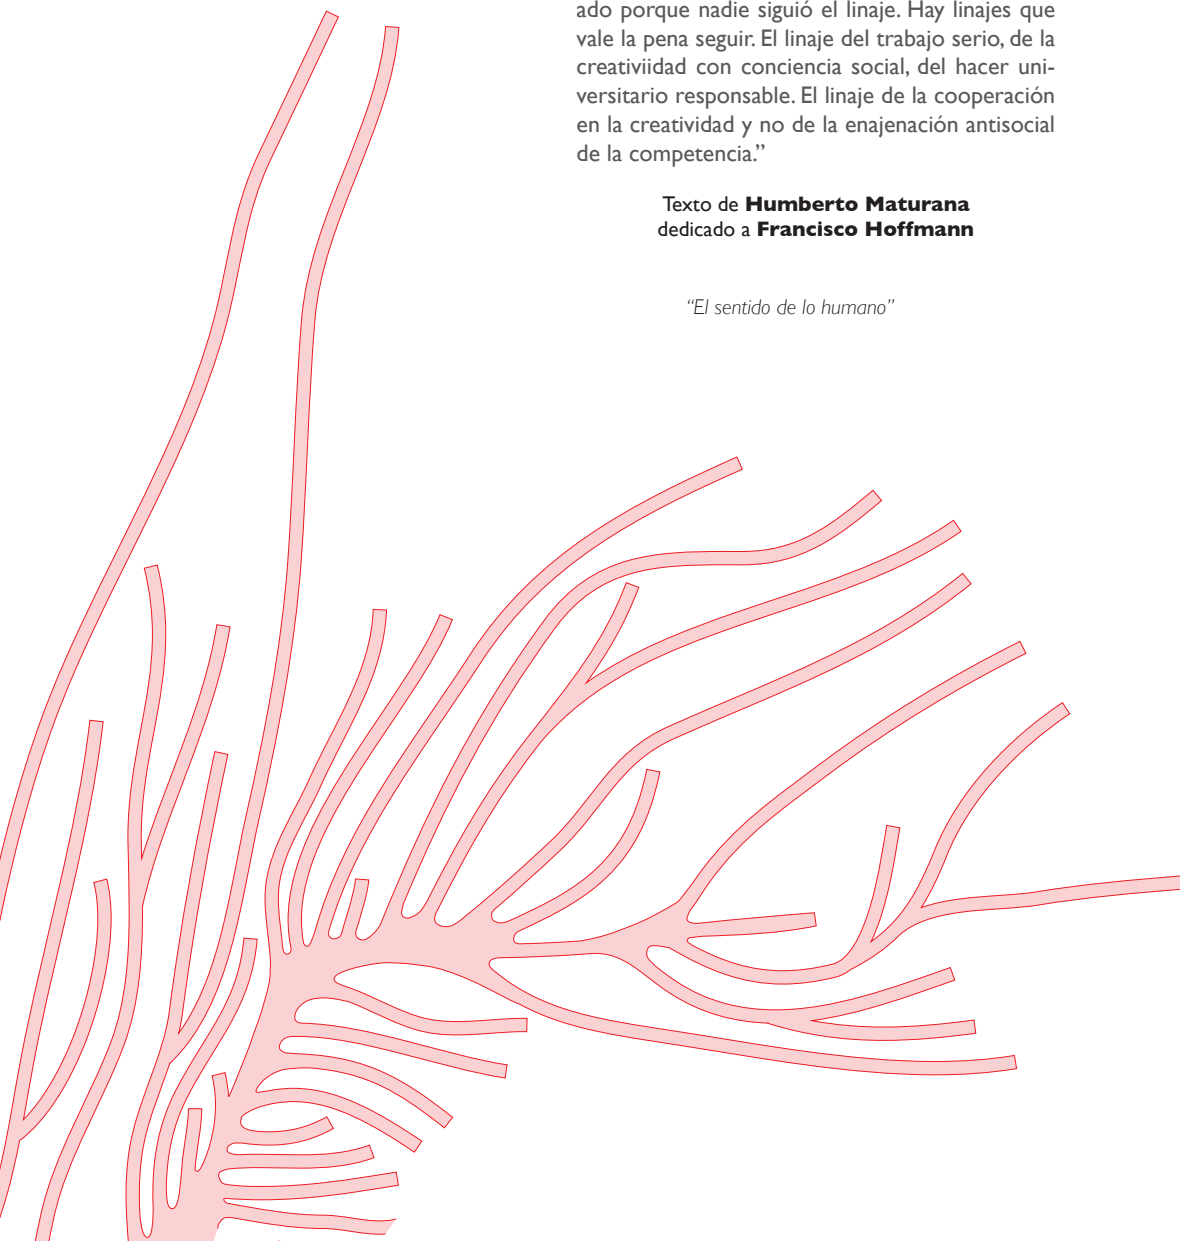 ado porque nadie siguió el linaje. Hay linajes que
vale la pena seguir. El linaje del trabajo serio, de la
creativiidad con conciencia social, del hacer uni-
versitario responsable. El linaje de la cooperación
en la creatividad y no de la enajenación antisocial
de la competencia.”
Texto de Humberto Maturana
dedicado a Francisco Hoffmann
“El sentido de lo humano”